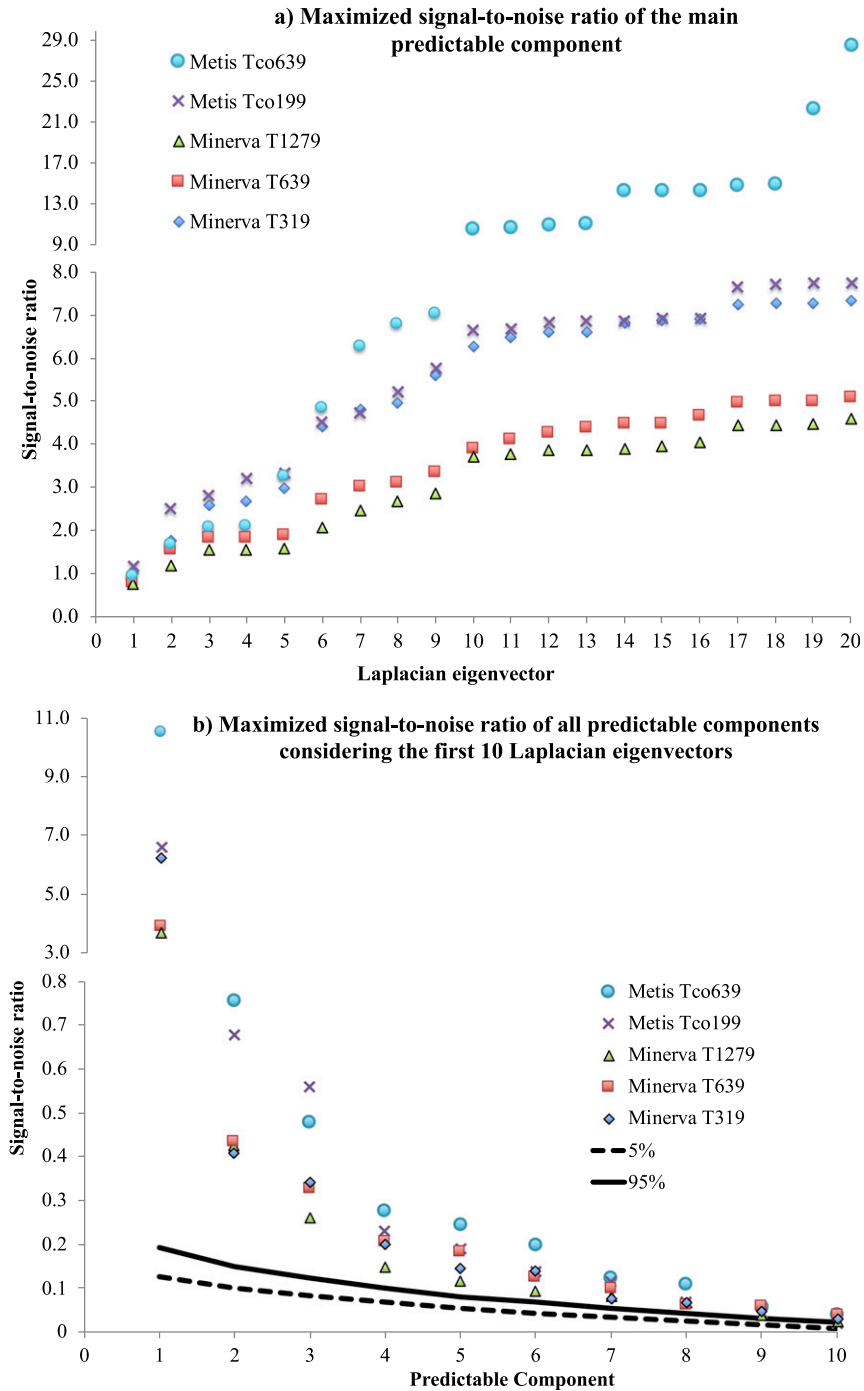 a) Maximized signal-to-noise ratio of the main
predictable component
29.0
25.0
21.0
17.0
13.0
9.0
8.0
7.0
6.0
5.0
4.0
3.0
2.0
1.0
0.0
Signal-to-noise ratio
Metis Tco639
Metis Tco199
Minerva T1279
Minerva T639
Minerva T319
0 1 2 3 4 5 6 7 8 9 10 11 12 13 14 15 16 17 18 19 20
Laplacian eigenvector
b) Maximized signal-to-noise ratio of all predictable components
considering the first 10 Laplacian eigenvectors
11.0
9.0
7.0
5.0
3.0
0.8
0.7
0.6
0.5
0.4
0.3
0.2
0.1
0
Signal-to-noise ratio
Metis Tco639
Metis Tco199
Minerva T1279
Minerva T639
Minerva T319
5%
95%
0 1 2 3 4 5 6 7 8 9 10
Predictable Component